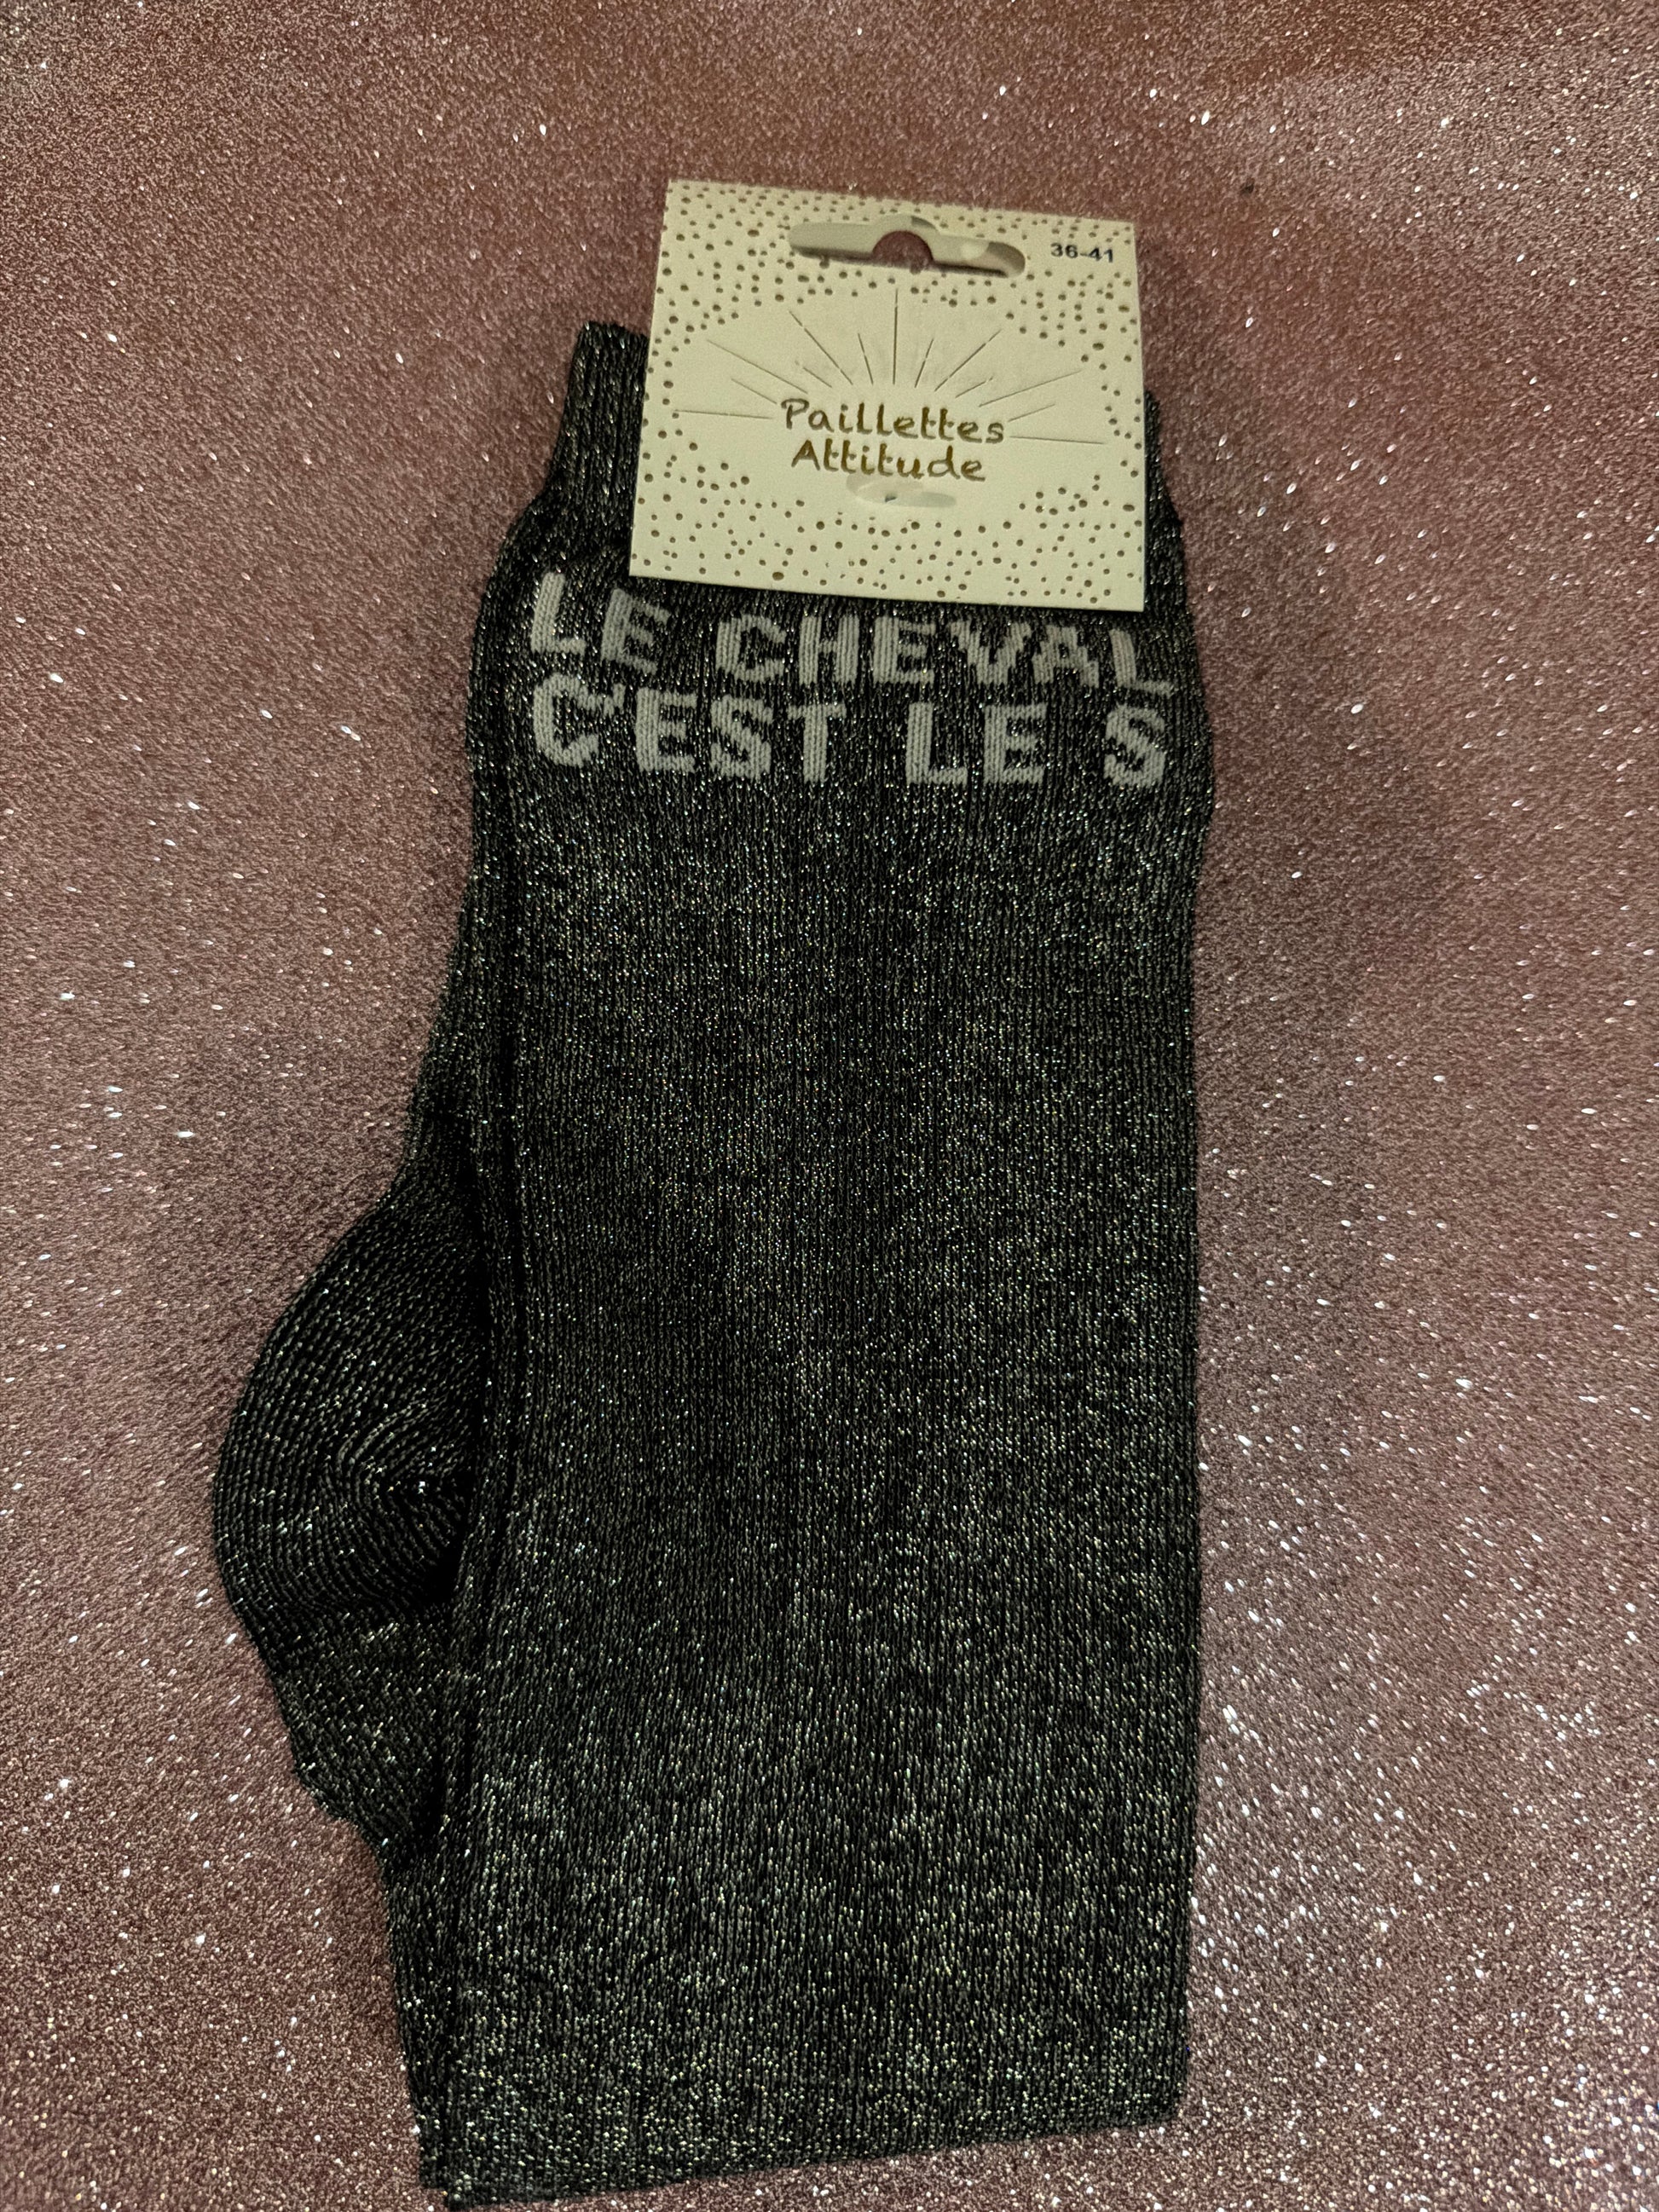 36-41
Paillettes
Attitude
LE CHEVAL
C'EST LE S